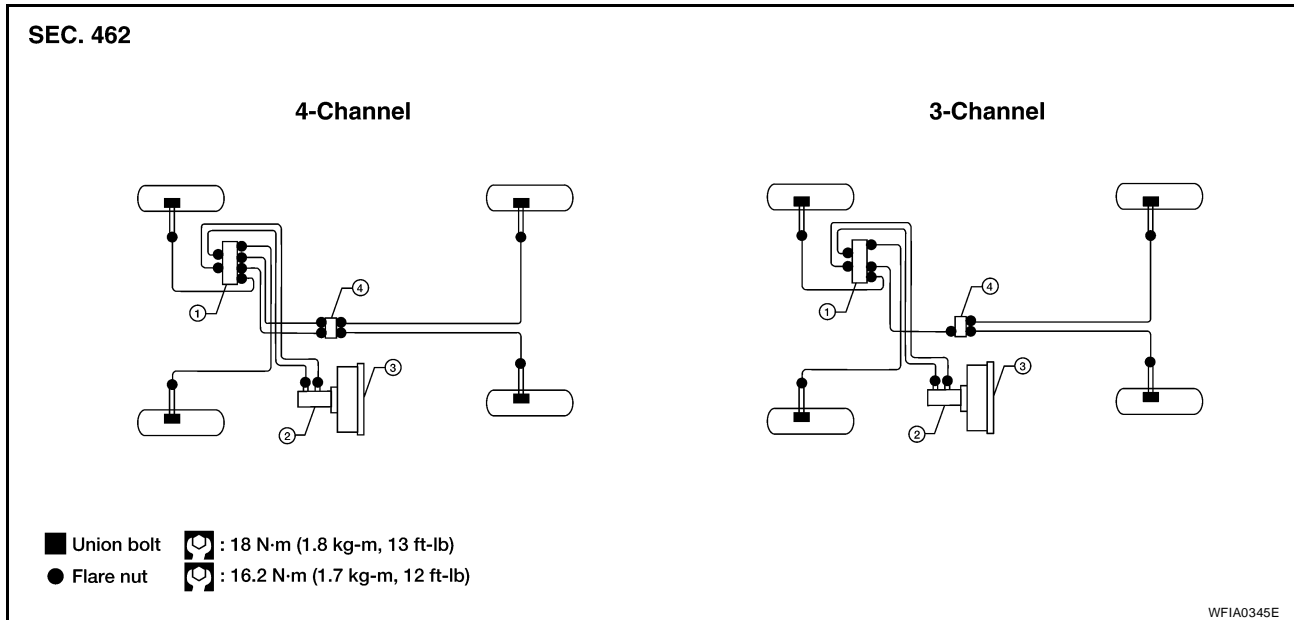 SEC. 462
4-Channel
3-Channel
1
4
3
2
1
4
3
2
Union bolt : 18 N·m (1.8 kg-m, 13 ft-lb)
Flare nut : 16.2 N·m (1.7 kg-m, 12 ft-lb)
WFIA0345E